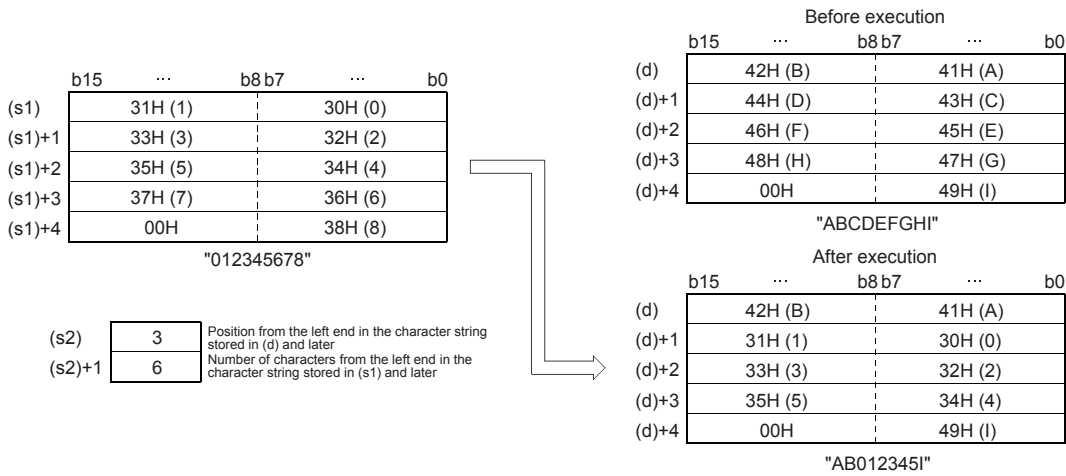 b15 ... b8 b7 ... b0
(s1) 31H (1) 30H (0)
(s1)+1 33H (3) 32H (2)
(s1)+2 35H (5) 34H (4)
(s1)+3 37H (7) 36H (6)
(s1)+4 00H 38H (8)
"012345678"
(s2) 3 Position from the left end in the character string
stored in (d) and later
(s2)+1 6 Number of characters from the left end in the
character string stored in (s1) and later
Before execution
b15 ... b8 b7 ... b0
(d) 42H (B) 41H (A)
(d)+1 44H (D) 43H (C)
(d)+2 46H (F) 45H (E)
(d)+3 48H (H) 47H (G)
(d)+4 00H 49H (I)
"ABCDEFGHI"
After execution
b15 ... b8 b7 ... b0
(d) 42H (B) 41H (A)
(d)+1 31H (1) 30H (0)
(d)+2 33H (3) 32H (2)
(d)+3 35H (5) 34H (4)
(d)+4 00H 49H (I)
"AB012345I"